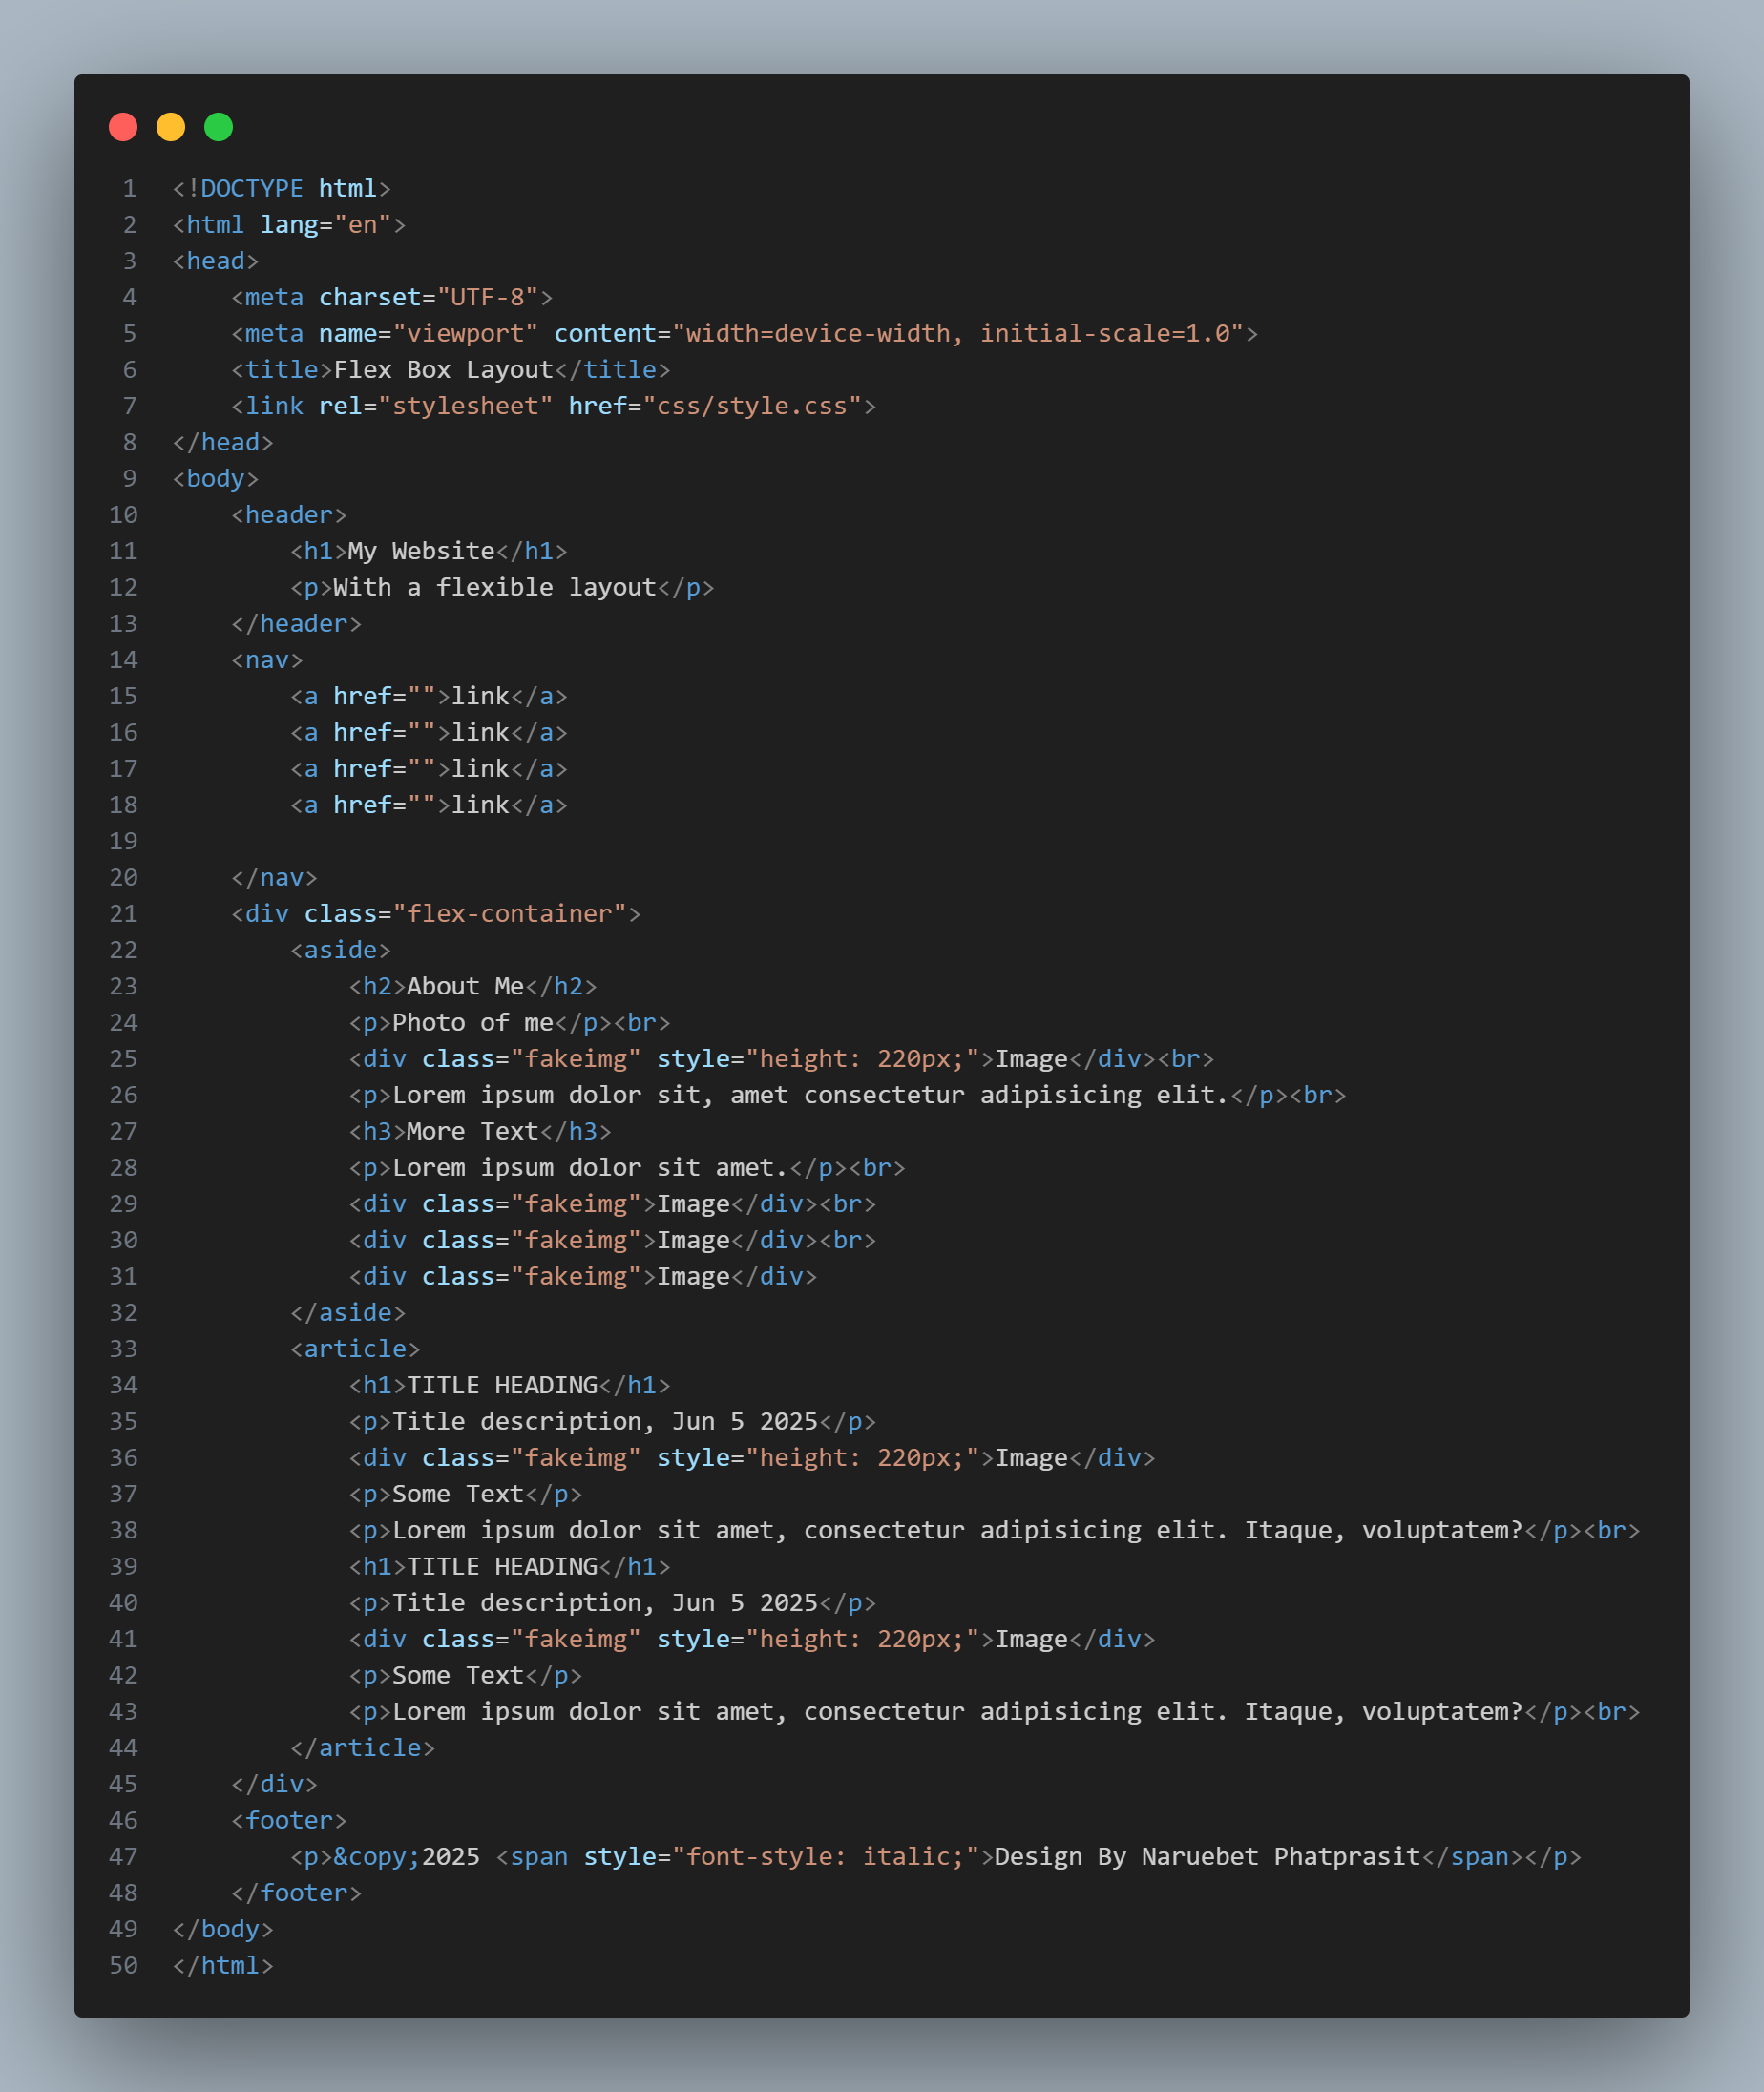 1 <!DOCTYPE html>
2 <html lang="en">
3 <head>
4     <meta charset="UTF-8">
5     <meta name="viewport" content="width=device-width, initial-scale=1.0">
6     <title>Flex Box Layout</title>
7     <link rel="stylesheet" href="css/style.css">
8 </head>
9 <body>
10     <header>
11         <h1>My Website</h1>
12         <p>With a flexible layout</p>
13     </header>
14     <nav>
15         <a href="">link</a>
16         <a href="">link</a>
17         <a href="">link</a>
18         <a href="">link</a>
19
20     </nav>
21     <div class="flex-container">
22         <aside>
23             <h2>About Me</h2>
24             <p>Photo of me</p><br>
25             <div class="fakeimg" style="height: 220px;">Image</div><br>
26             <p>Lorem ipsum dolor sit, amet consectetur adipisicing elit.</p><br>
27             <h3>More Text</h3>
28             <p>Lorem ipsum dolor sit amet.</p><br>
29             <div class="fakeimg">Image</div><br>
30             <div class="fakeimg">Image</div><br>
31             <div class="fakeimg">Image</div>
32         </aside>
33         <article>
34             <h1>TITLE HEADING</h1>
35             <p>Title description, Jun 5 2025</p>
36             <div class="fakeimg" style="height: 220px;">Image</div>
37             <p>Some Text</p>
38             <p>Lorem ipsum dolor sit amet, consectetur adipisicing elit. Itaque, voluptatem?</p><br>
39             <h1>TITLE HEADING</h1>
40             <p>Title description, Jun 5 2025</p>
41             <div class="fakeimg" style="height: 220px;">Image</div>
42             <p>Some Text</p>
43             <p>Lorem ipsum dolor sit amet, consectetur adipisicing elit. Itaque, voluptatem?</p><br>
44         </article>
45     </div>
46     <footer>
47         <p>&copy;2025 <span style="font-style: italic;">Design By Naruebet Phatprasit</span></p>
48     </footer>
49 </body>
50 </html>